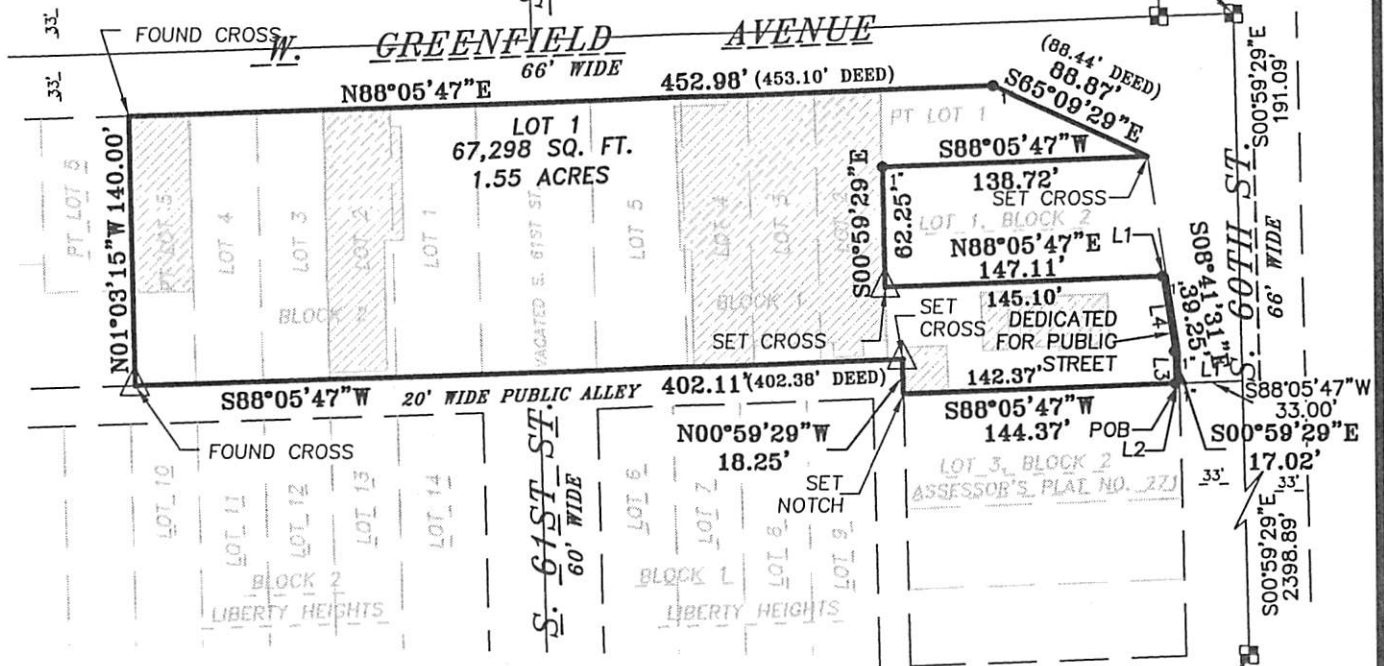 33'
33'
FOUND CROSS
W. GREENFIELD AVENUE
66' WIDE
N88°05'47"E 452.98' (453.10' DEED)
(88.44' DEED)
88.87'
S65°09'29"E
S00°59'29"E
191.09'
LOT 1
67,298 SQ. FT.
1.55 ACRES
PT LOT 1
1"
S88°05'47"W
138.72'
SET CROSS
N01°03'15"W 140.00'
PT LOT 5
PT LOT 5
LOT 4
LOT 3
LOT 2
LOT 1
VACATED S. 61ST ST.
LOT 5
LOT 4
LOT 3
LOT 2
BLOCK 2
BLOCK 1
S00°59'29"E
62.25'
1"
LOT 1, BLOCK 2
N88°05'47"E
147.11'
L1
S08°41'31"E
39.25'
S. 60TH ST.
66' WIDE
145.10'
SET CROSS
SET
CROSS
DEDICATED
FOR PUBLIC
STREET
L4
L3
1"
1"
142.37'
S88°05'47"W
144.37'
POB
L2
S88°05'47"W
33.00'
S00°59'29"E
17.02'
S88°05'47"W 20' WIDE PUBLIC ALLEY 402.11' (402.38' DEED)
FOUND CROSS
N00°59'29"W
18.25'
SET
NOTCH
LOT 3, BLOCK 2
ASSESSOR'S PLAT NO. 271
33'
33'
S00°59'29"E
2398.89'
LOT 10
LOT 11
LOT 12
LOT 13
LOT 14
BLOCK 2
LIBERTY HEIGHTS
S. 61ST ST.
60' WIDE
LOT 6
LOT 7
LOT 8
LOT 9
BLOCK 1
LIBERTY HEIGHTS